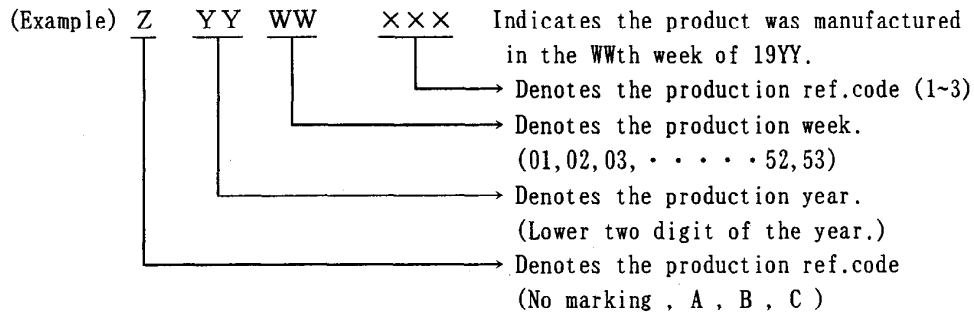 (Example) Z YY WW ××× Indicates the product was manufactured
in the WWth week of 19YY.
Denotes the production ref.code (1~3)
Denotes the production week.
(01,02,03, ・・・・・52,53)
Denotes the production year.
(Lower two digit of the year.)
Denotes the production ref.code
(No marking , A , B , C )